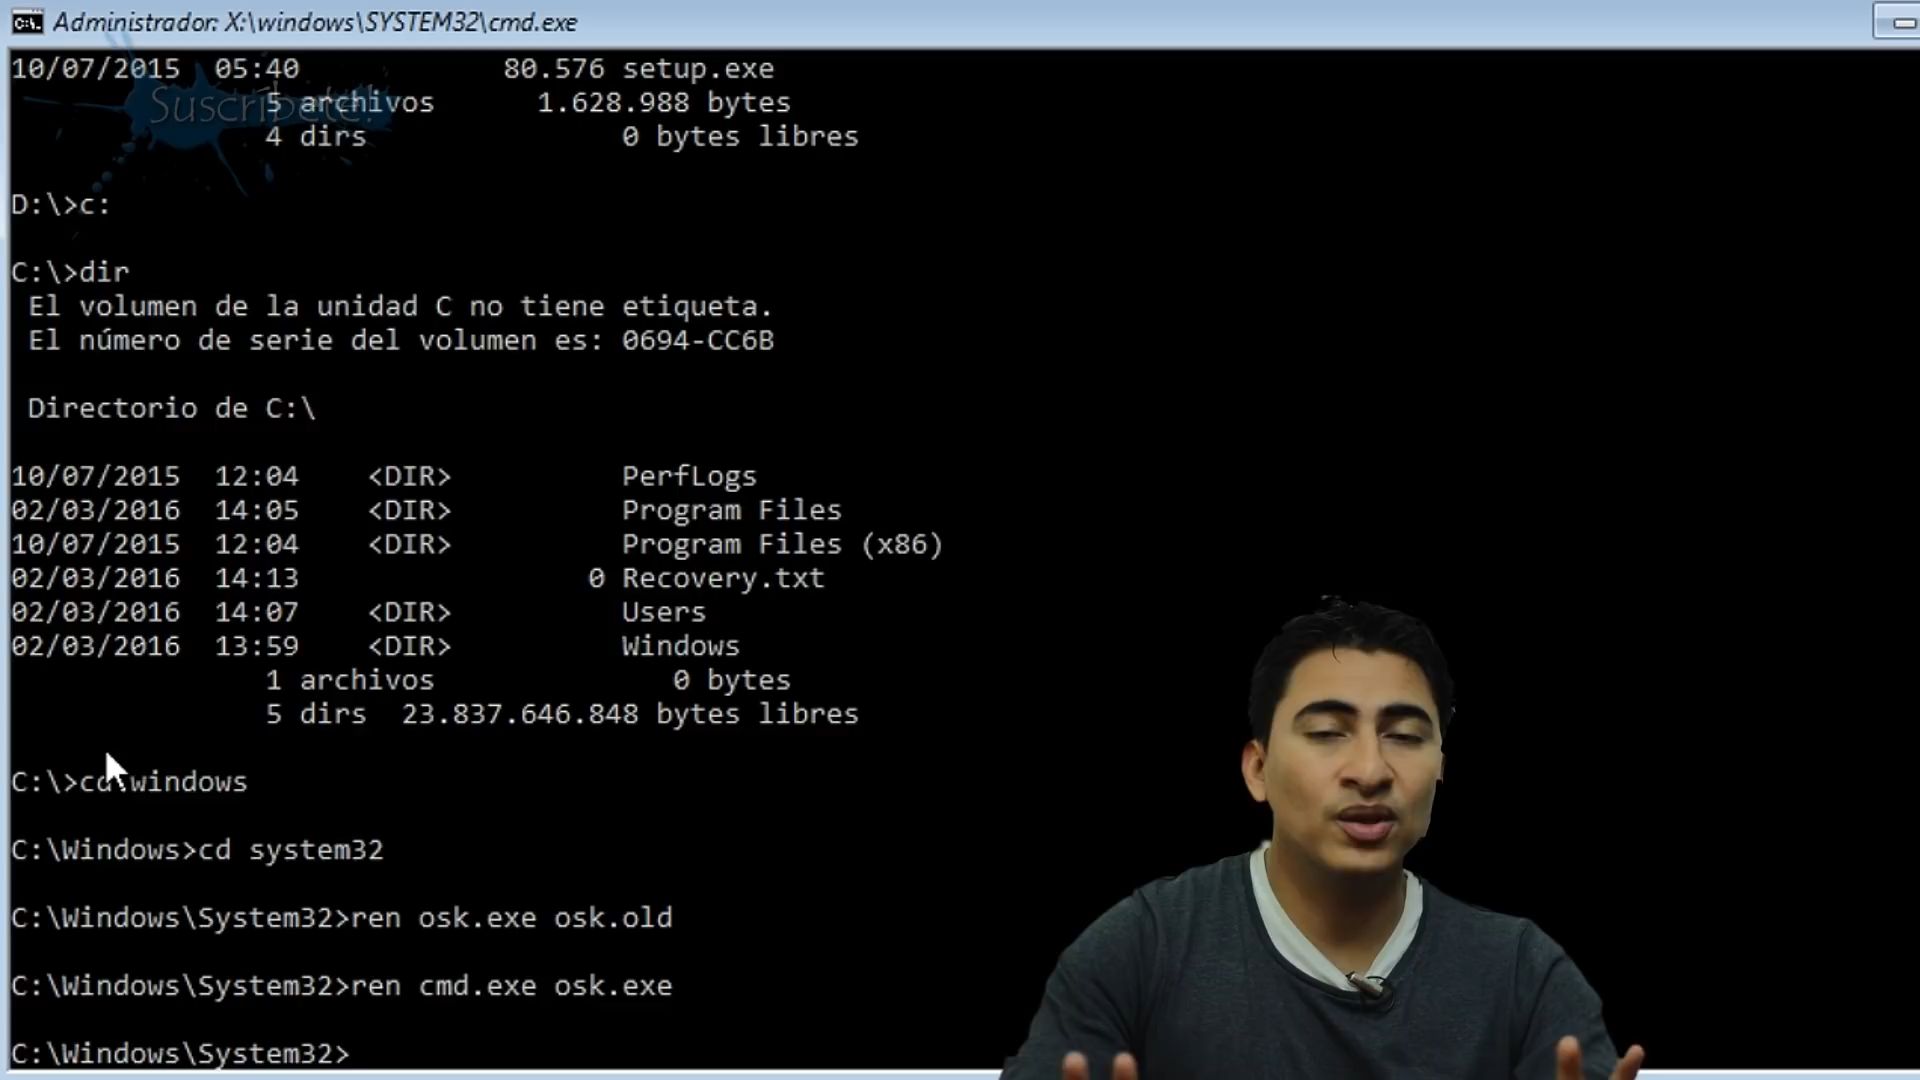 Administrador: X:\windows\SYSTEM32\cmd.exe
10/07/2015 05:40 80.576 setup.exe
Suscríbete!
5 archivos 1.628.988 bytes
4 dirs 0 bytes libres
D:\>c:
C:\>dir
El volumen de la unidad C no tiene etiqueta.
El número de serie del volumen es: 0694-CC6B
Directorio de C:\
10/07/2015 12:04 <DIR> PerfLogs
02/03/2016 14:05 <DIR> Program Files
10/07/2015 12:04 <DIR> Program Files (x86)
02/03/2016 14:13 0 Recovery.txt
02/03/2016 14:07 <DIR> Users
02/03/2016 13:59 <DIR> Windows
1 archivos 0 bytes
5 dirs 23.837.646.848 bytes libres
C:\>cd windows
C:\Windows>cd system32
C:\Windows\System32>ren osk.exe osk.old
C:\Windows\System32>ren cmd.exe osk.exe
C:\Windows\System32>